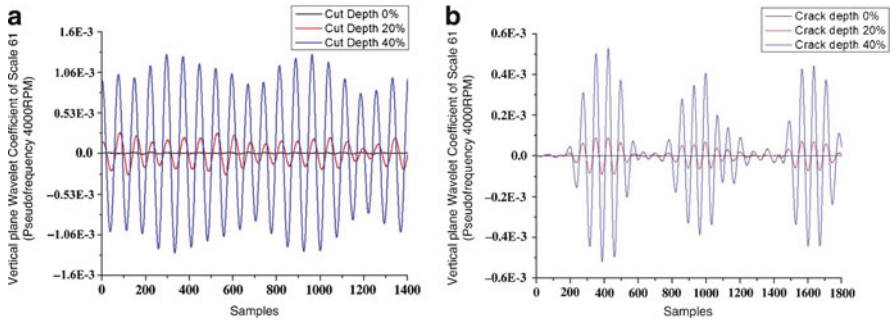 a
Vertical plane Wavelet Coefficient of Scale 61
(Pseudofrequency 4000RPM)
1.6E-3
1.06E-3
0.53E-3
0.0
-0.53E-3
-1.06E-3
-1.6E-3
Cut Depth 0%
Cut Depth 20%
Cut Depth 40%
0 200 400 600 800 1000 1200 1400
Samples
b
Vertical plane Wavelet Coefficient of Scale 61
(Pseudofrequency 4000RPM)
0.6E-3
0.4E-3
0.2E-3
0.0
-0.2E-3
-0.4E-3
-0.6E-3
Crack depth 0%
Crack depth 20%
Crack depth 40%
0 200 400 600 800 1000 1200 1400 1600 1800
Samples